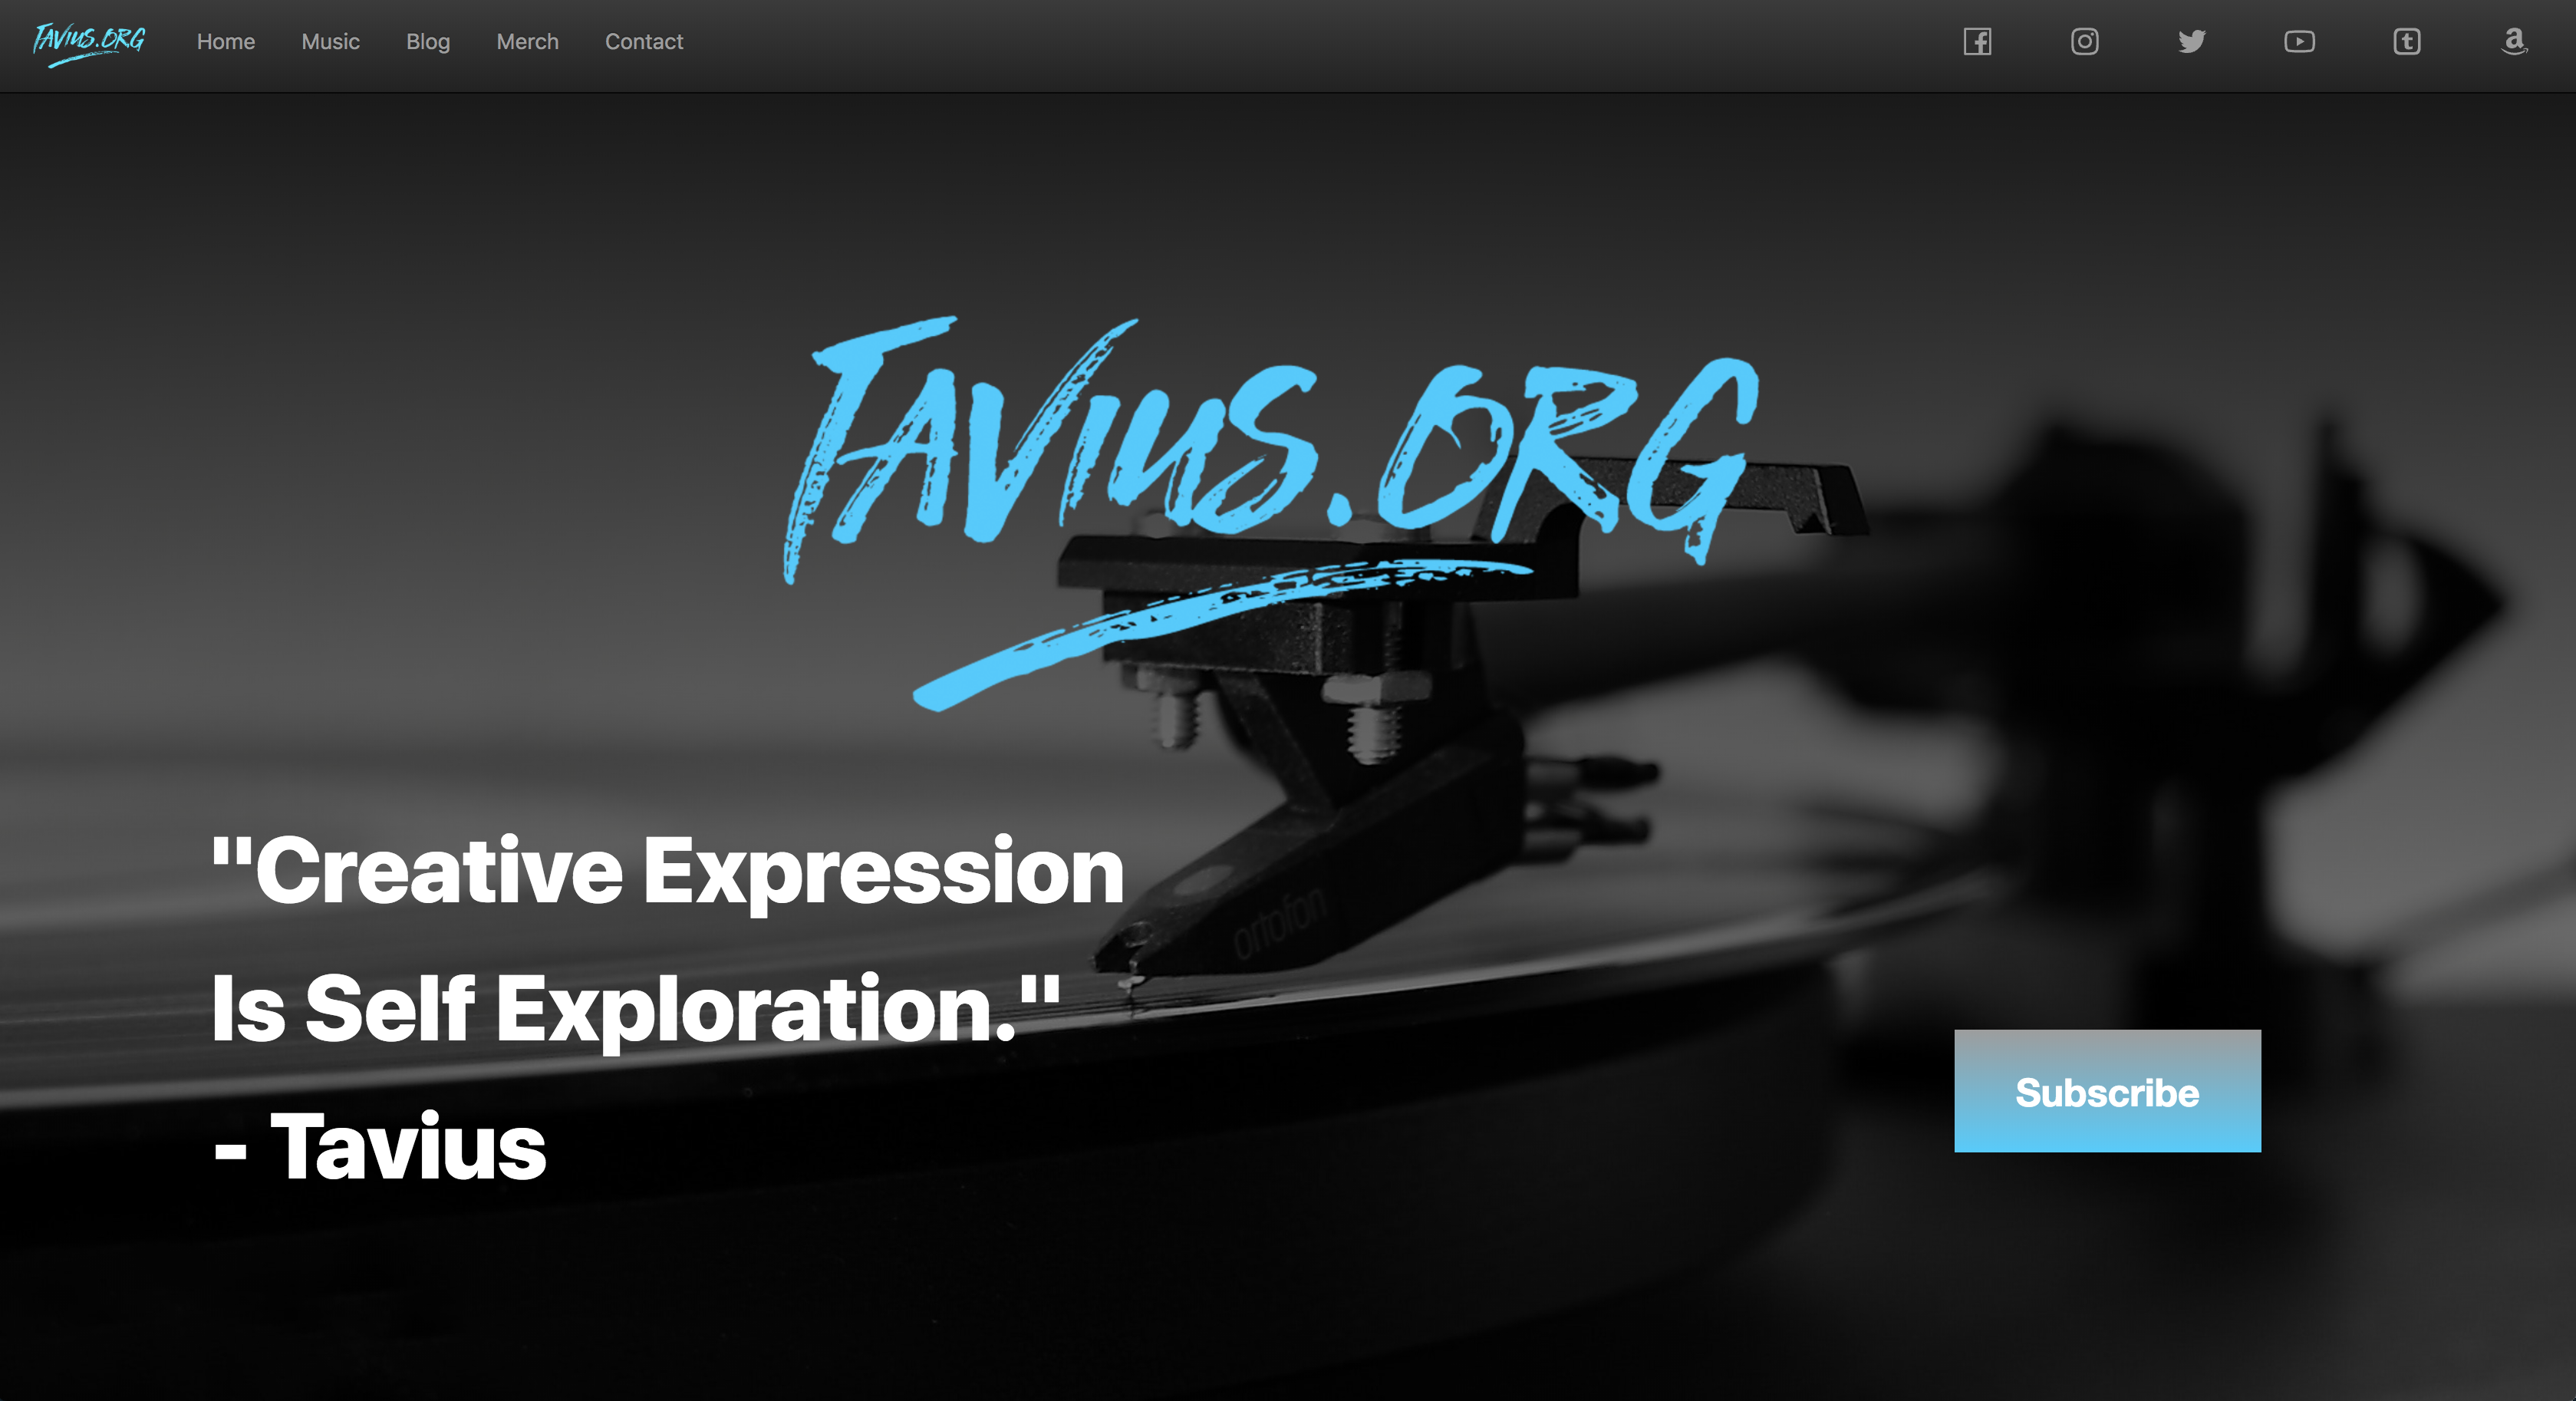 TAVIUS.ORG
Home Music Blog Merch Contact
TAVIUS.ORG
"Creative Expression
Is Self Exploration."
- Tavius
ortofon
Subscribe